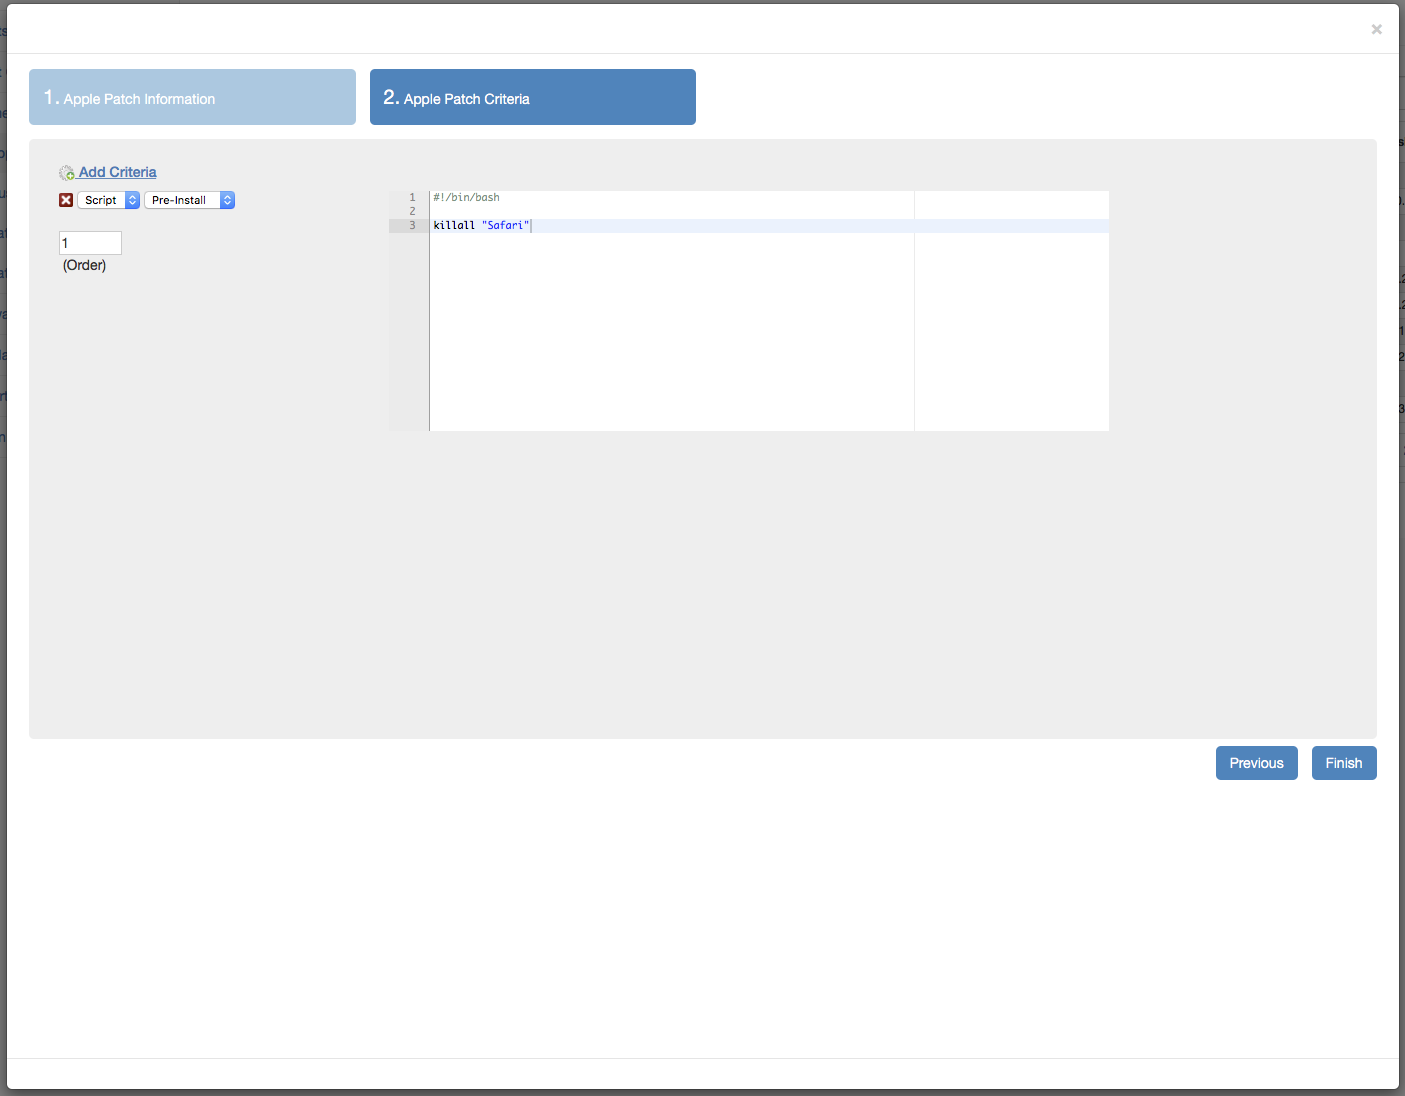 ×
1. Apple Patch Information
2. Apple Patch Criteria
Add Criteria
Script Pre-Install
1
(Order)
1 #!/bin/bash
2
3 killall "Safari"
Previous Finish